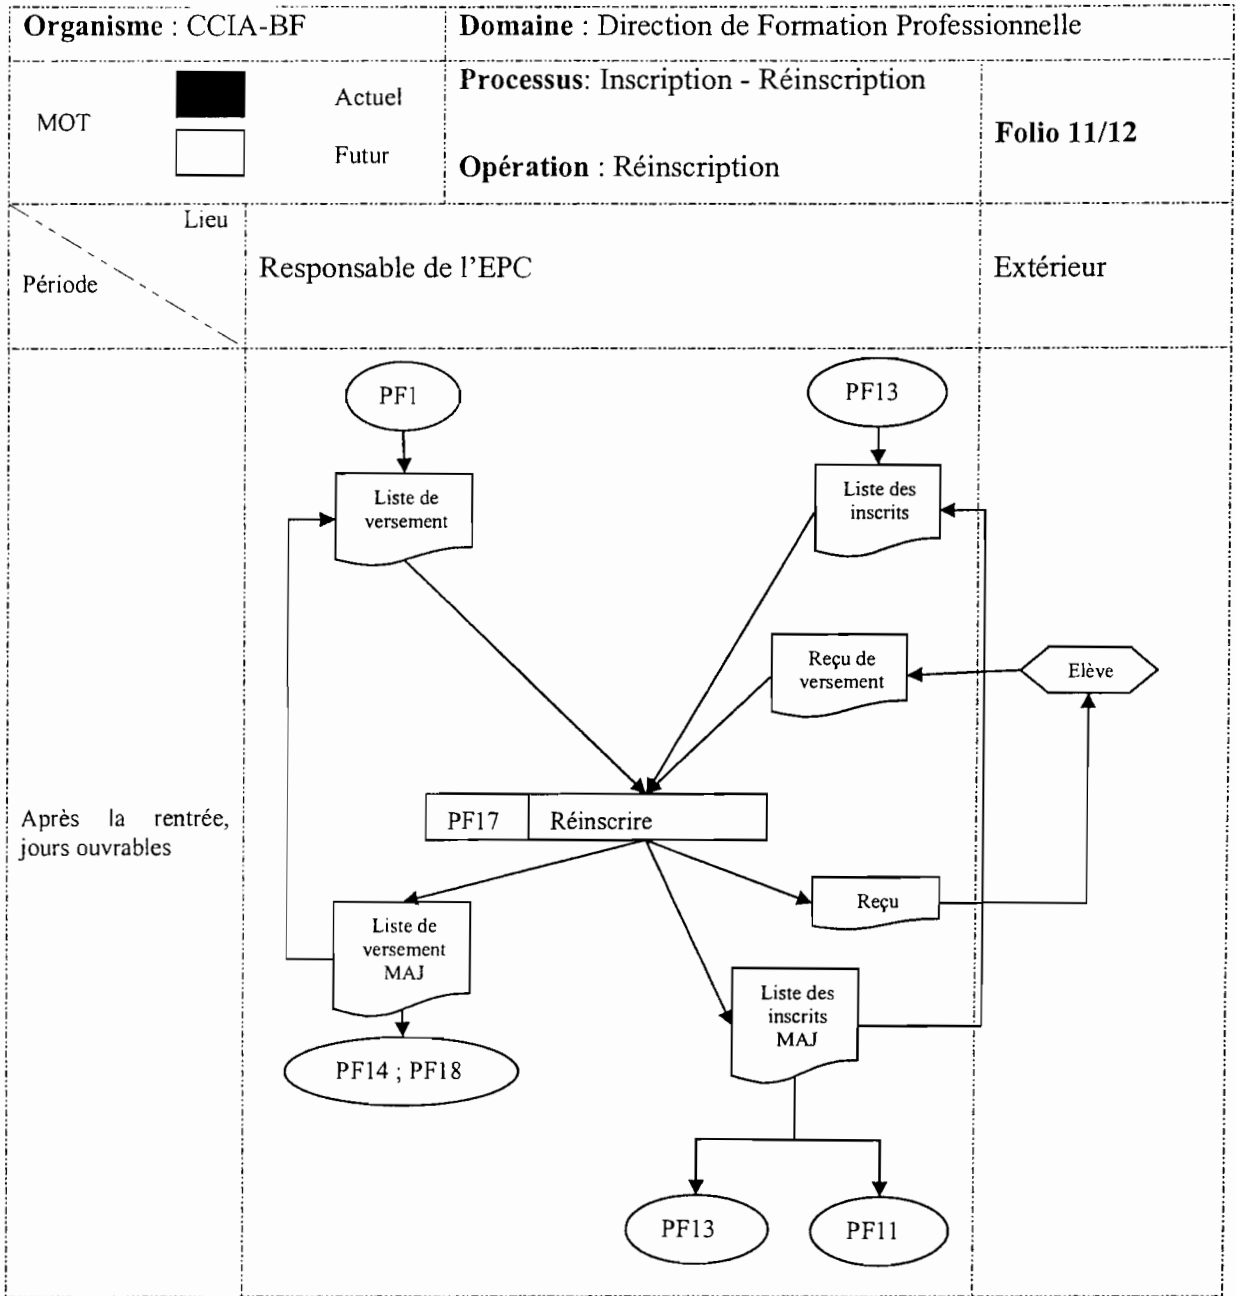 Organisme : CCIA-BF
Domaine : Direction de Formation Professionnelle
MOT
Actuel
Futur
Processus: Inscription - Réinscription
Opération : Réinscription
Folio 11/12
Lieu
Période
Responsable de l'EPC
Extérieur
PF1
PF13
Liste de
versement
Liste des
inscrits
Reçu de
versement
Elève
Après la rentrée,
jours ouvrables
PF17
Réinscrire
Reçu
Liste de
versement
MAJ
Liste des
inscrits
MAJ
PF14 ; PF18
PF13
PF11